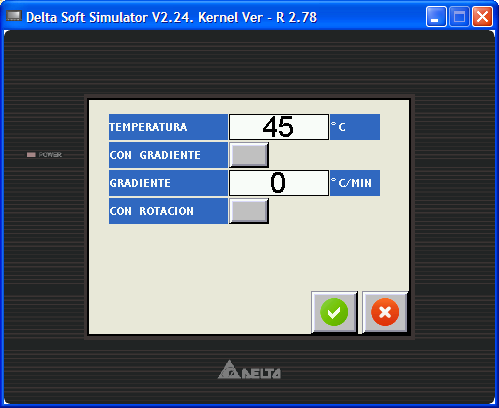 Delta Soft Simulator V2.24. Kernel Ver - R 2.78
TEMPERATURA 45 °C
CON GRADIENTE
POWER
GRADIENTE 0 °C/MIN
CON ROTACION
DELTA